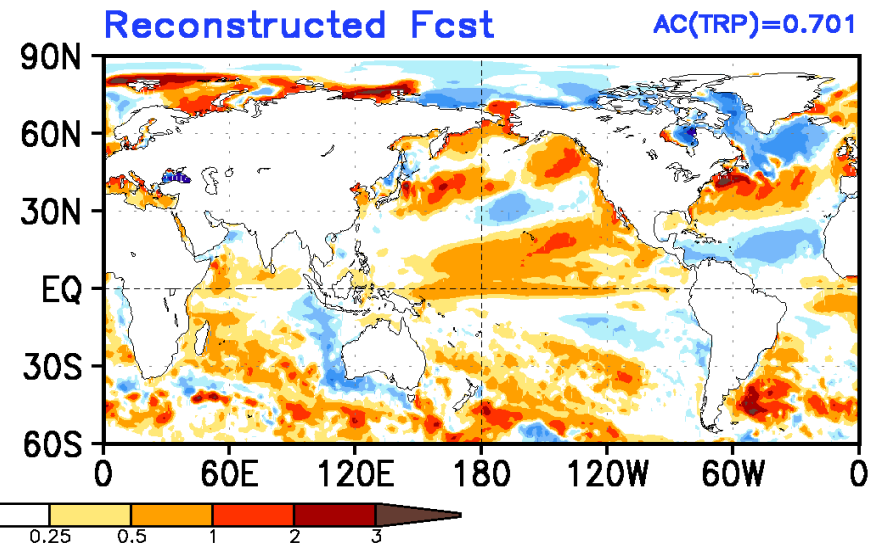 Reconstructed Fcst
AC(TRP)=0.701
90N
60N
30N
EQ
30S
60S
0 60E 120E 180 120W 60W 0
0.25 0.5 1 2 3